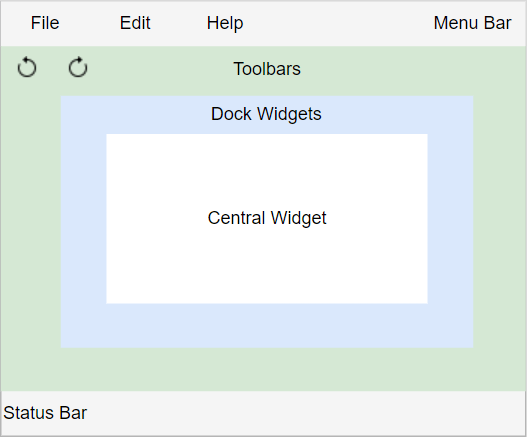 File Edit Help Menu Bar
Toolbars
Dock Widgets
Central Widget
Status Bar